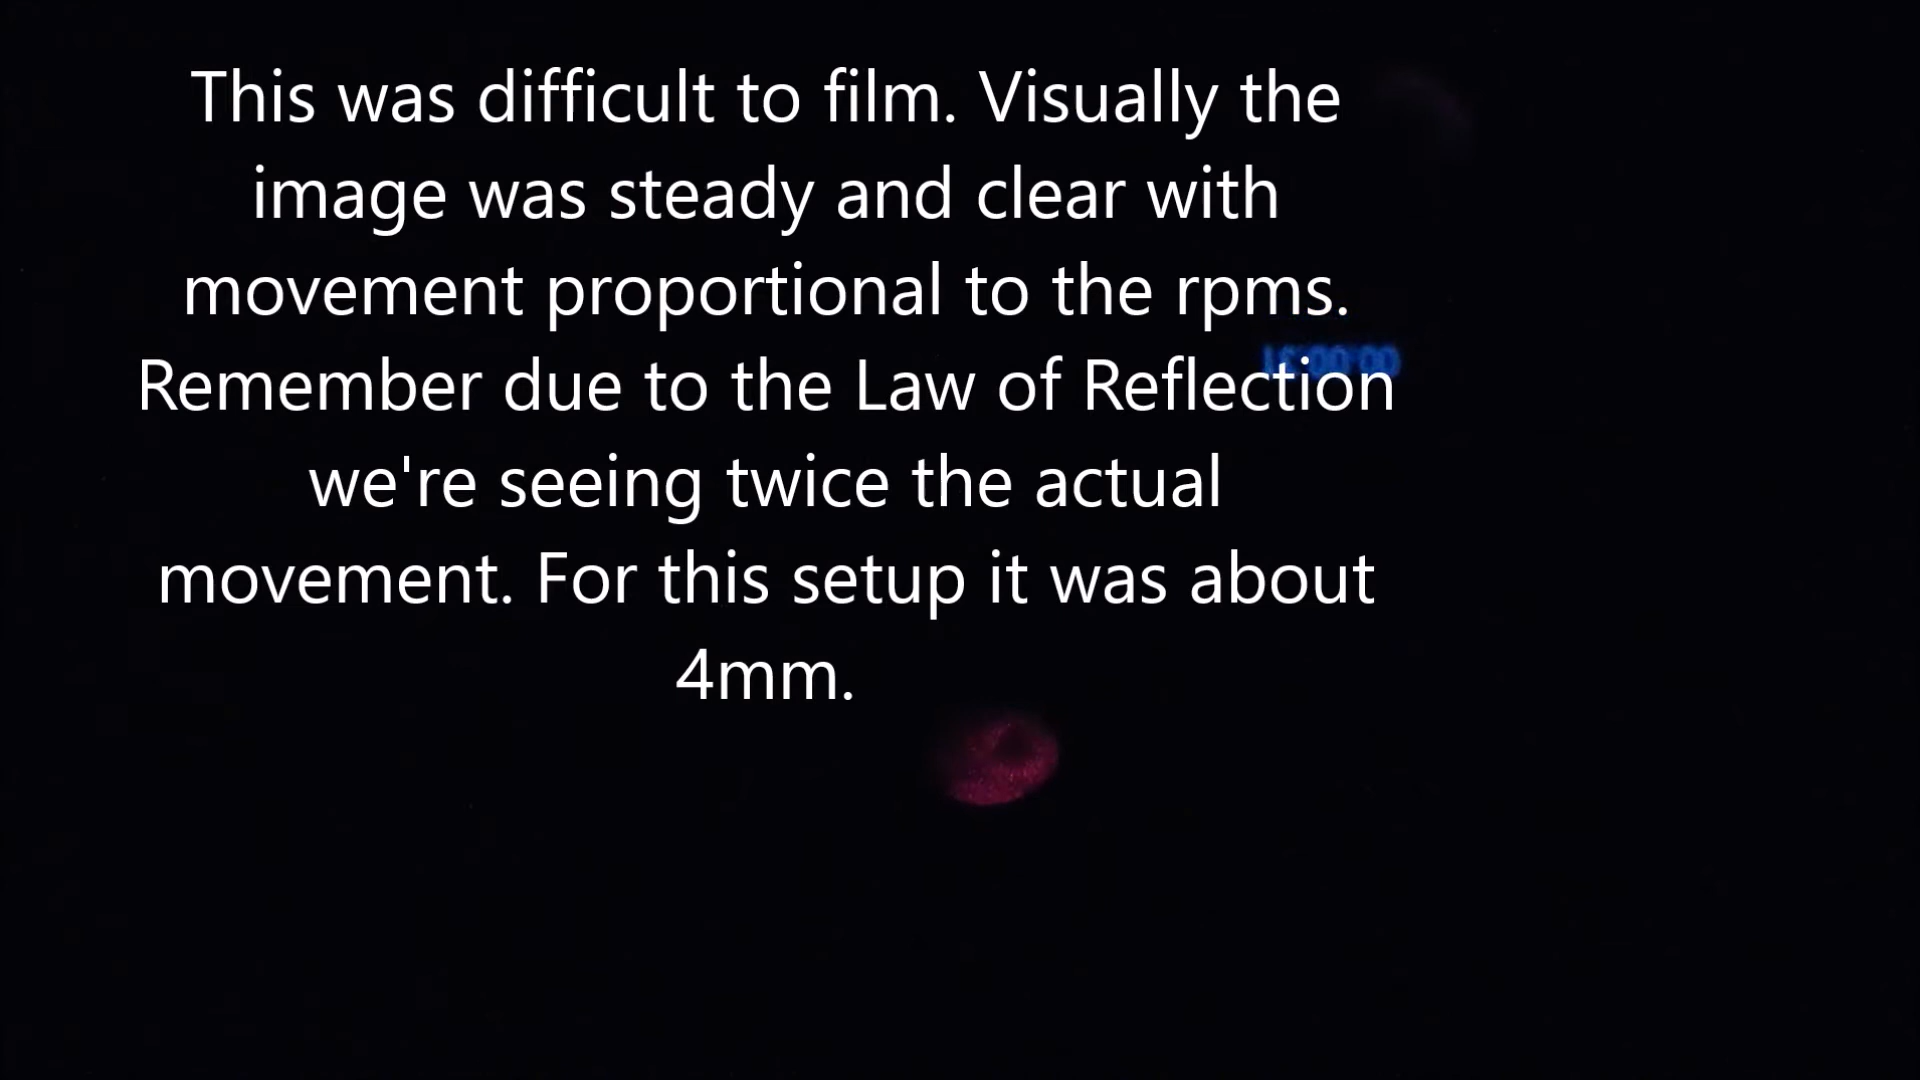 This was difficult to film. Visually the
image was steady and clear with
movement proportional to the rpms.
Remember due to the Law of Reflection
we're seeing twice the actual
movement. For this setup it was about
4mm.